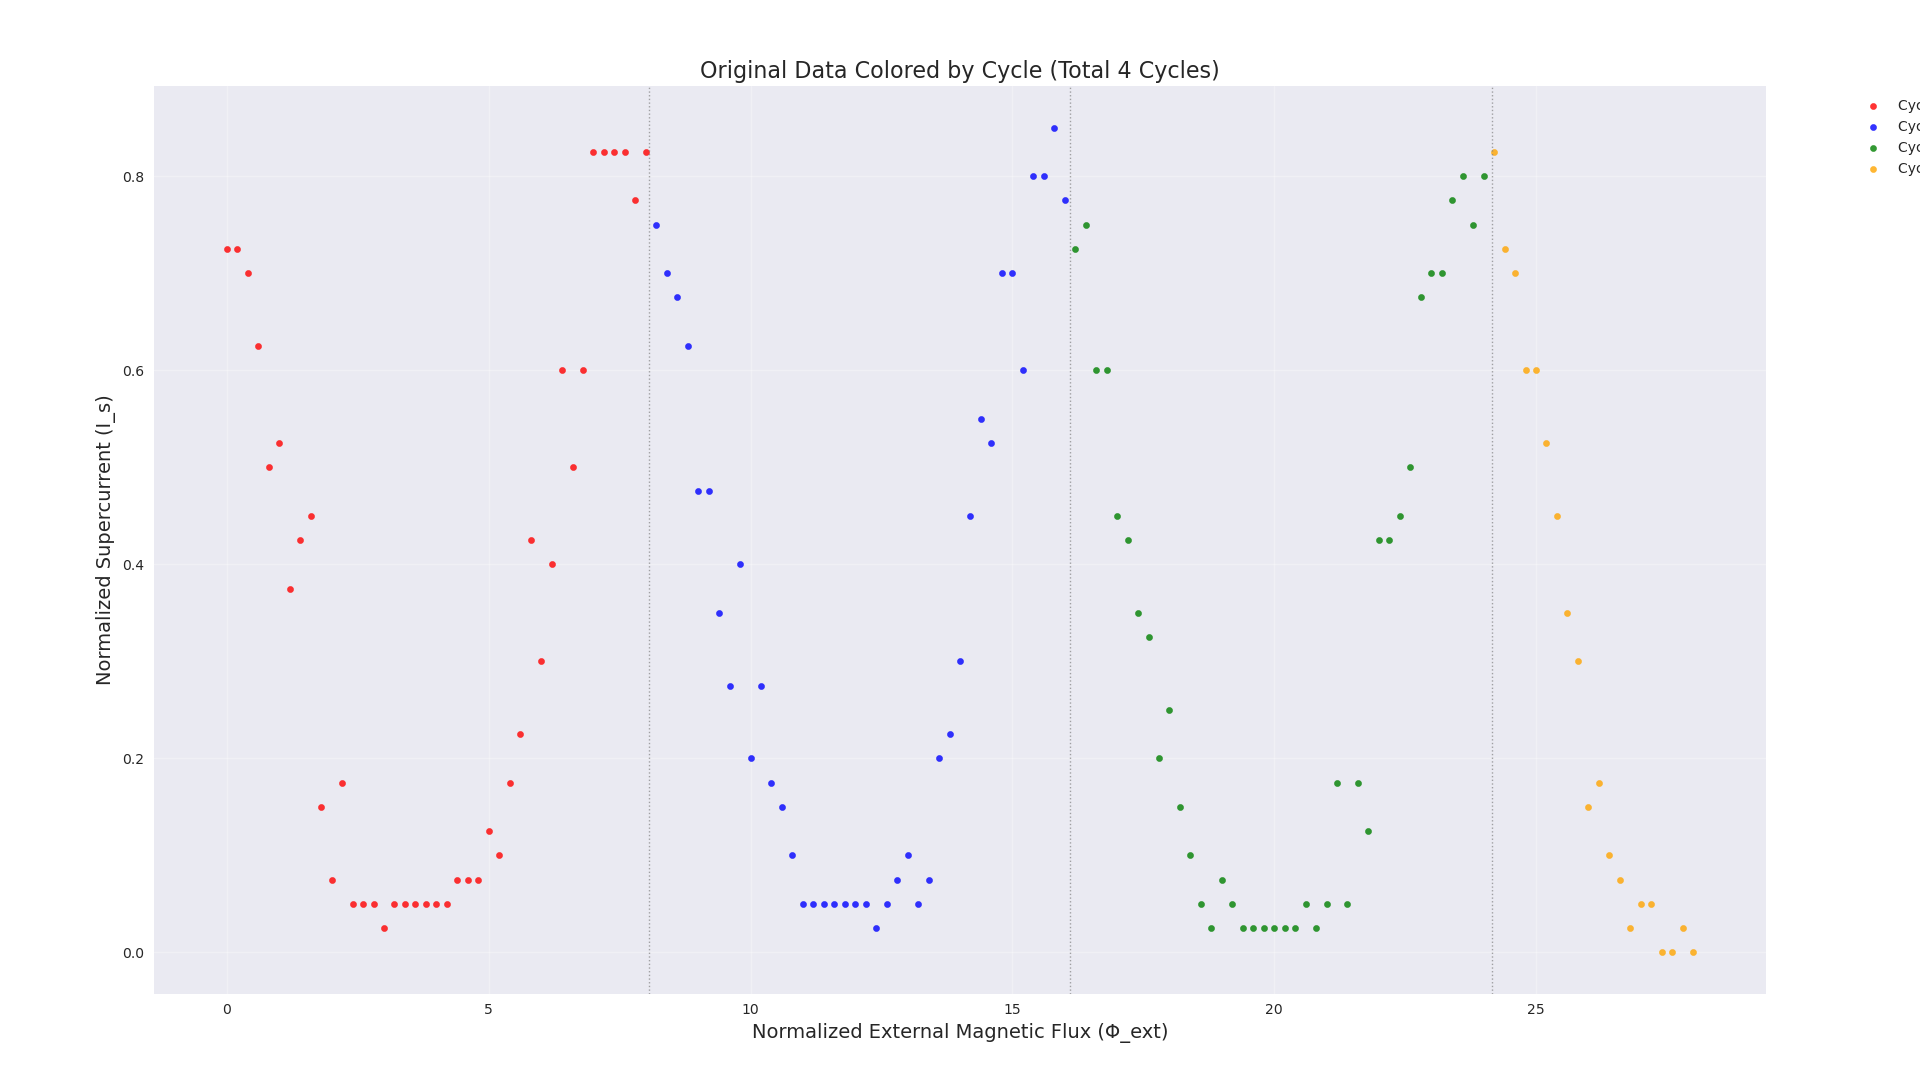 Original Data Colored by Cycle (Total 4 Cycles)
Cyc
Cyc
Cyc
Cyc
0.8
0.6
0.4
0.2
0.0
Normalized Supercurrent (I_s)
0 5 10 15 20 25
Normalized External Magnetic Flux (Φ_ext)